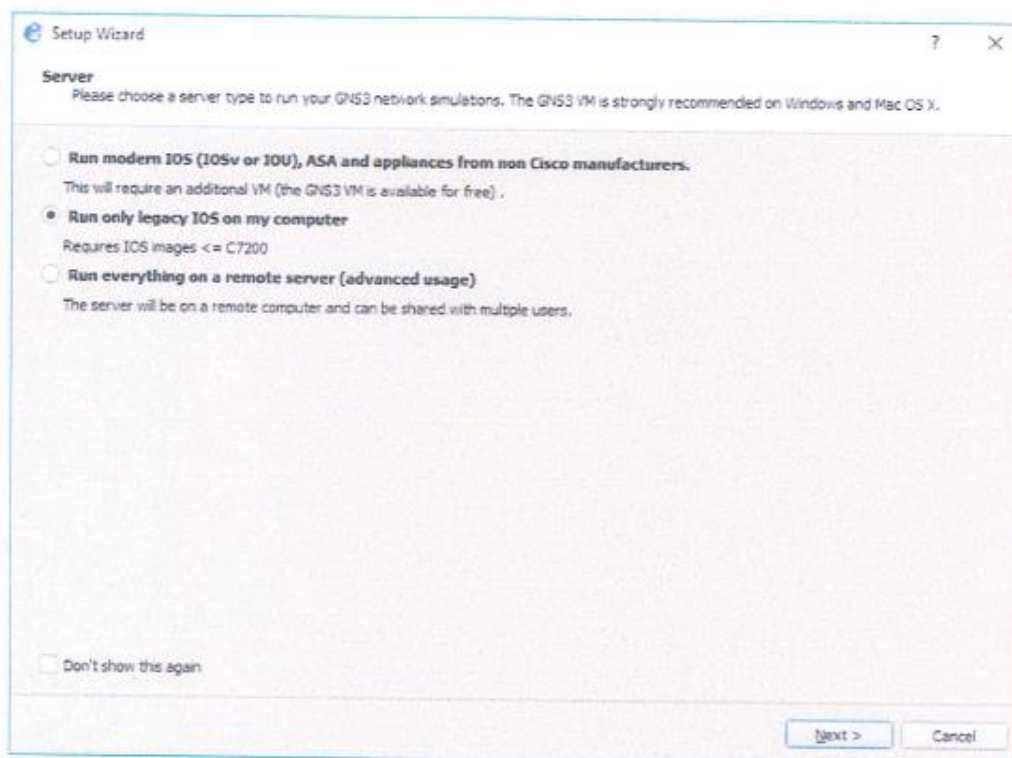 Setup Wizard
?
Server
Please choose a server type to run your GNS3 network simulations. The GNS3 VM is strongly recommended on Windows and Mac OS X.
Run modern IOS (IOSv or IOU), ASA and appliances from non Cisco manufacturers.
This will require an additional VM (the GNS3 VM is available for free) .
Run only legacy IOS on my computer
Requires IOS images <= C7200
Run everything on a remote server (advanced usage)
The server will be on a remote computer and can be shared with multiple users.
Don't show this again
Next >
Cancel